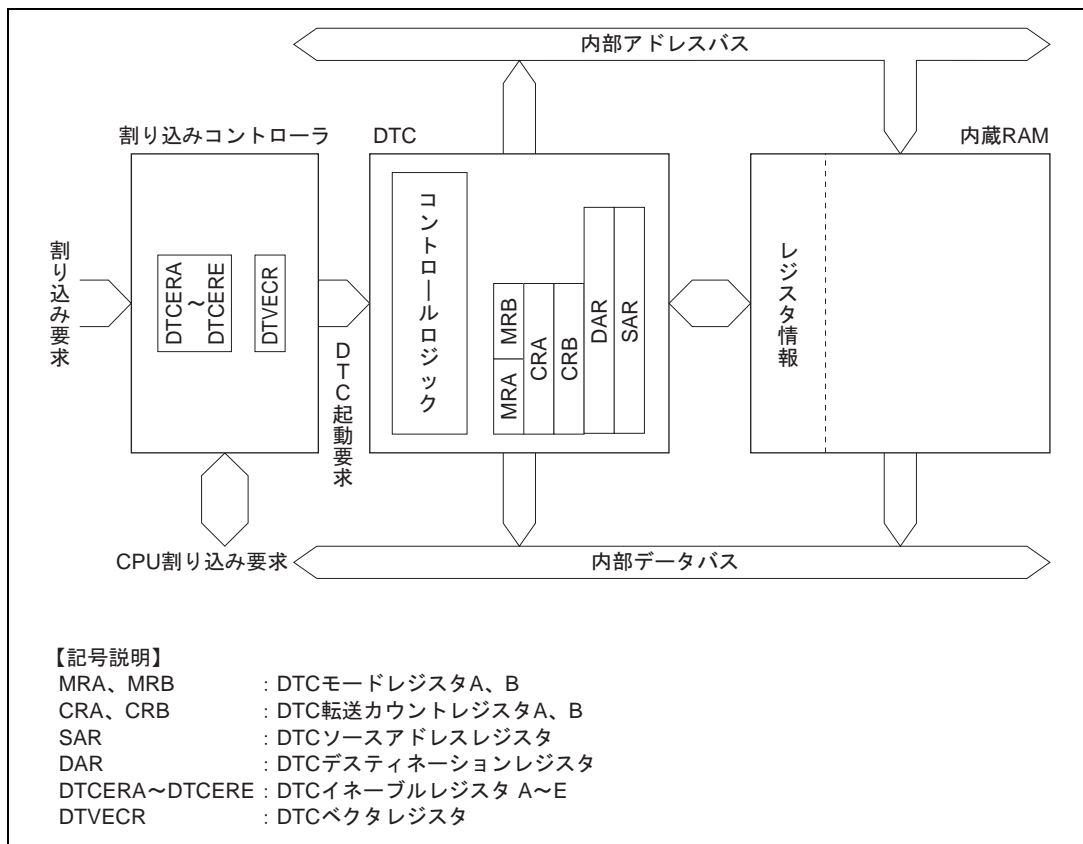 内部アドレスバス
割り込みコントローラ
DTC
内蔵RAM
割り込み要求
DTCERA
～
DTCERE
DTVECR
DTC起動要求
コントロールロジック
MRA
MRB
CRA
CRB
DAR
SAR
レジスタ情報
CPU割り込み要求
内部データバス
【記号説明】
MRA、MRB : DTCモードレジスタA、B
CRA、CRB : DTC転送カウントレジスタA、B
SAR : DTCソースアドレスレジスタ
DAR : DTCデスティネーションレジスタ
DTCERA～DTCERE : DTCイネーブルレジスタ A～E
DTVECR : DTCベクタレジスタ